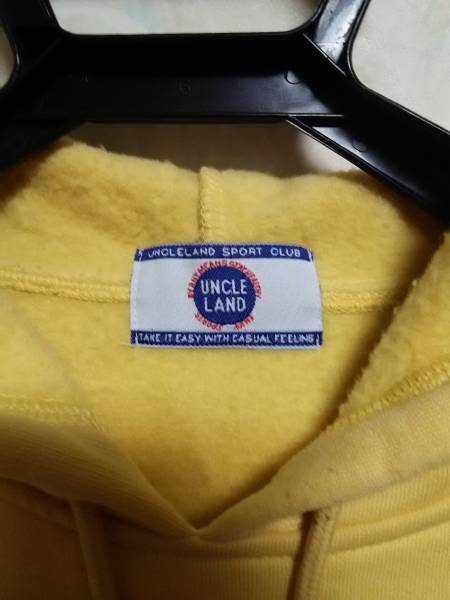 UNCLELAND SPORT CLUB
UNCLE
LAND
TAKE IT EASY WITH CASUAL FEELING